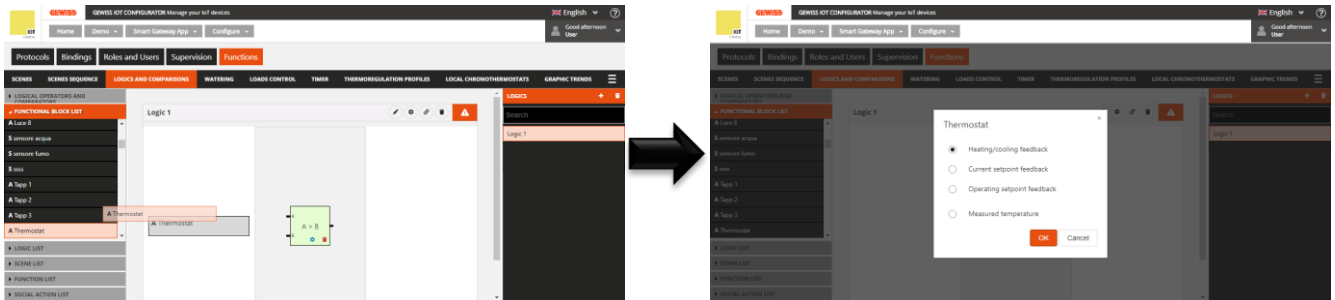 GEWISS GEWISS IOT CONFIGURATOR Manage your IoT devices English
IOT Home Demo Smart Gateway App Configure Good afternoon
User
Protocols Bindings Roles and Users Supervision Functions
SCENES SCENES SEQUENCE LOGICS AND COMPARISONS WATERING LOADS CONTROL TIMER THERMOREGULATION PROFILES LOCAL CHRONOTHERMOSTATS GRAPHIC TRENDS
LOGICAL OPERATORS AND
COMPARATORS
FUNCTIONAL BLOCK LIST
A Luce 8
S sensore acqua
S sensore fumo
S sss
A Tapp 1
A Tapp 2
A Tapp 3
A Thermostat
LOGIC LIST
SCENE LIST
FUNCTION LIST
SOCIAL ACTION LIST
Logic 1
A Thermostat
A Thermostat
A
A > B
B
LOGICS +
Search
Logic 1
GEWISS GEWISS IOT CONFIGURATOR Manage your IoT devices English
IOT Home Demo Smart Gateway App Configure Good afternoon
User
Protocols Bindings Roles and Users Supervision Functions
SCENES SCENES SEQUENCE LOGICS AND COMPARISONS WATERING LOADS CONTROL TIMER THERMOREGULATION PROFILES LOCAL CHRONOTHERMOSTATS GRAPHIC TRENDS
LOGICAL OPERATORS AND
COMPARATORS
FUNCTIONAL BLOCK LIST
A Luce 8
S sensore acqua
S sensore fumo
S sss
A Tapp 1
A Tapp 2
A Tapp 3
A Thermostat
LOGIC LIST
SCENE LIST
FUNCTION LIST
SOCIAL ACTION LIST
Logic 1
Thermostat
Heating/cooling feedback
Current setpoint feedback
Operating setpoint feedback
Measured temperature
OK Cancel
LOGICS +
Search
Logic 1